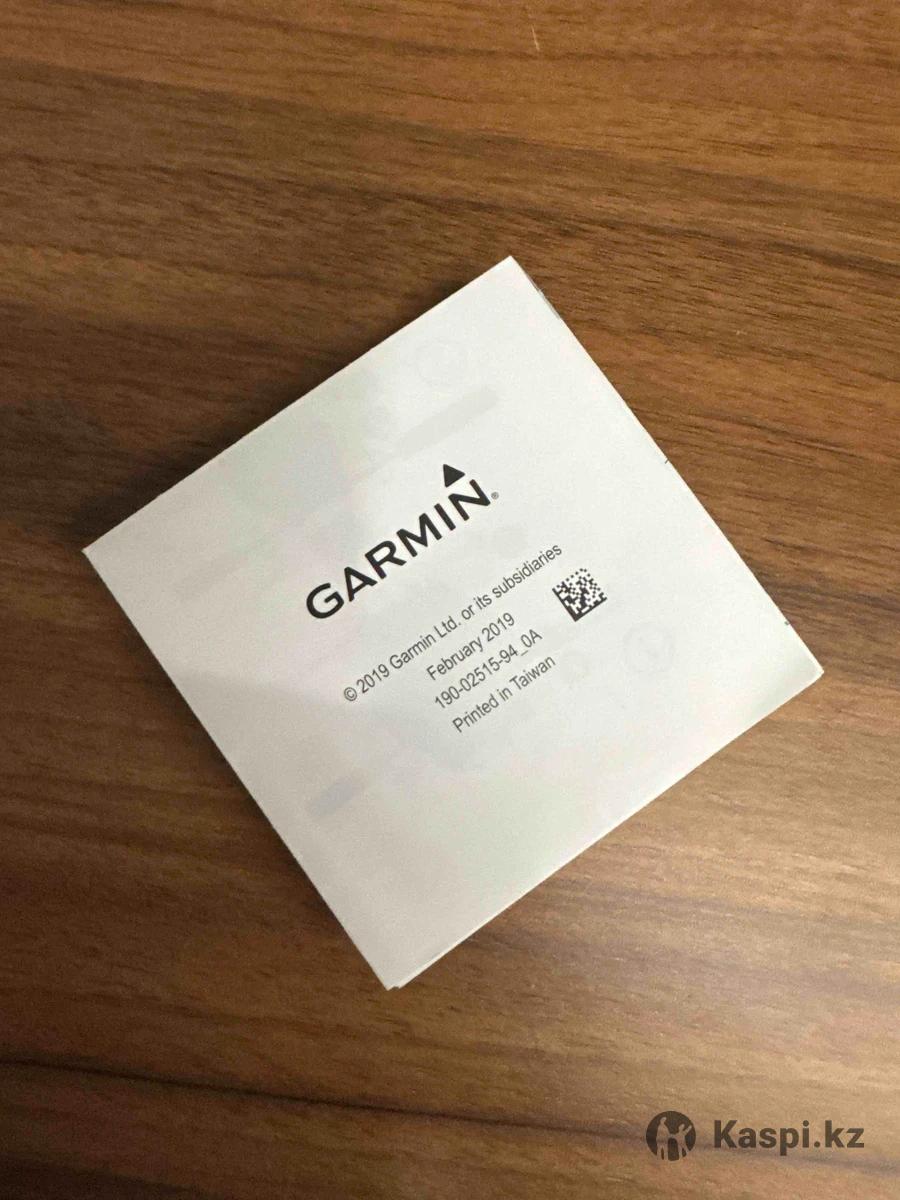 GARMIN®
© 2019 Garmin Ltd. or its subsidiaries
February 2019
190-02515-94_0A
Printed in Taiwan
Kaspi.kz